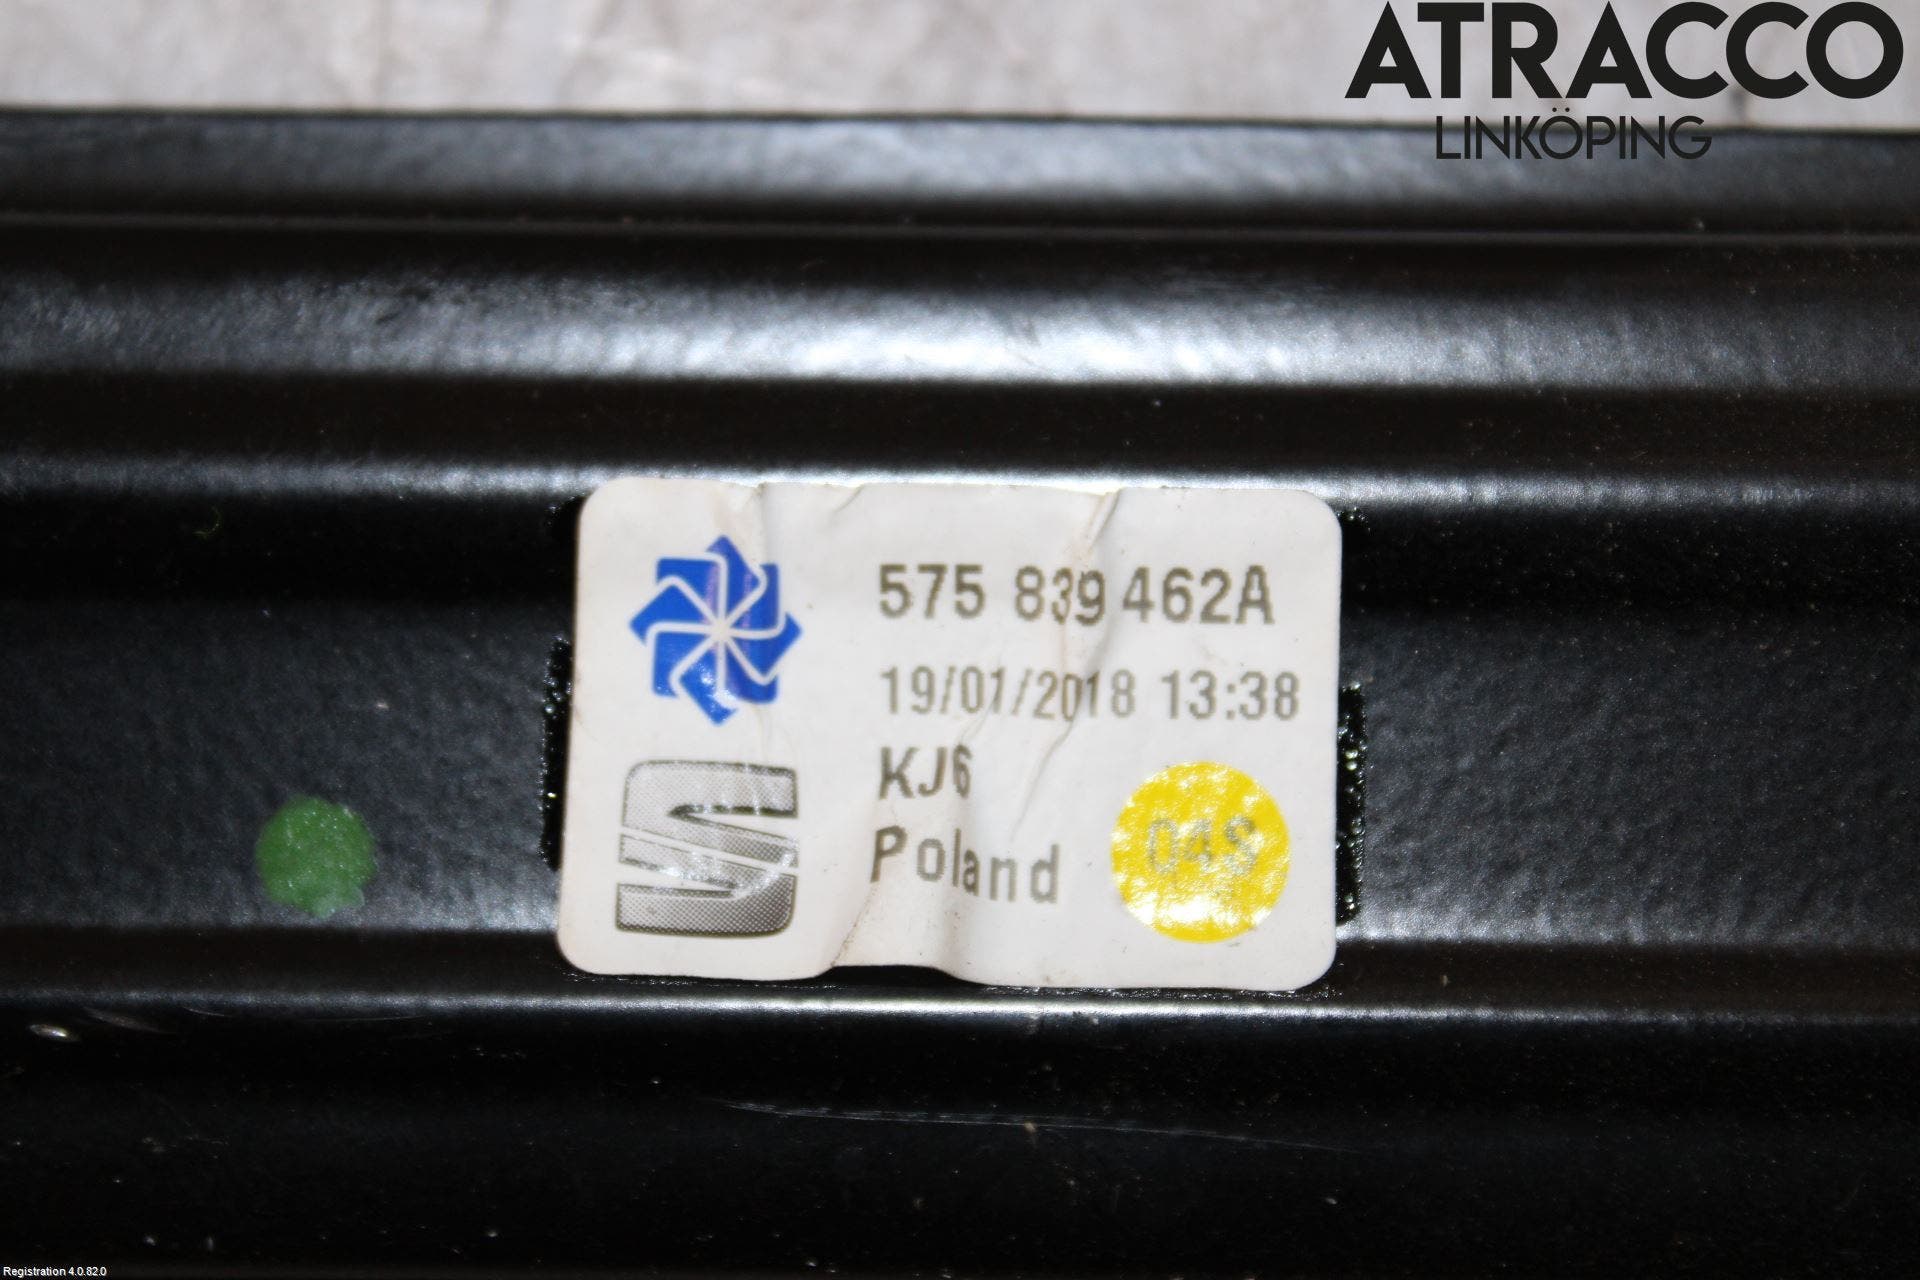 ATRACCO
LINKÖPING
575 839 462A
19/01/2018 13:38
KJ6
Poland
04S
Registration 4.0.82.0